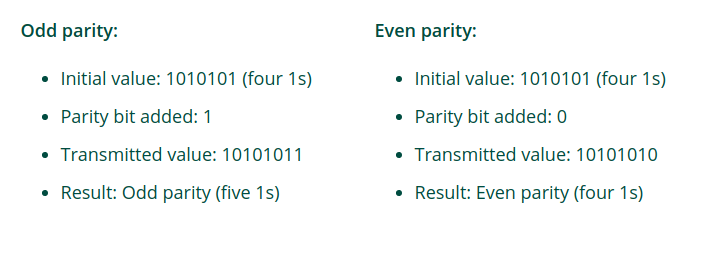 Odd parity:
• Initial value: 1010101 (four 1s)
• Parity bit added: 1
• Transmitted value: 10101011
• Result: Odd parity (five 1s)
Even parity:
• Initial value: 1010101 (four 1s)
• Parity bit added: 0
• Transmitted value: 10101010
• Result: Even parity (four 1s)